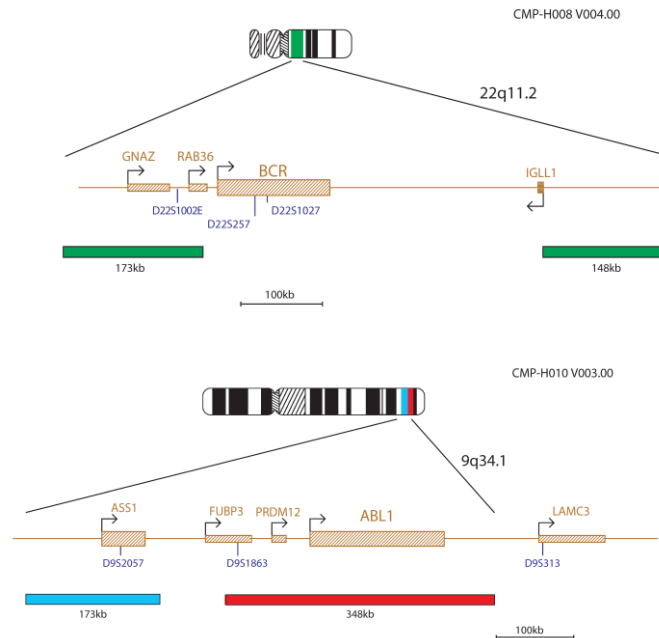 CMP-H008 V004.00
22q11.2
GNAZ RAB36 BCR IGLL1
D22S1002E D22S1027
D22S257
173kb 148kb
100kb
CMP-H010 V003.00
9q34.1
ASS1 FUBP3 PRDM12 ABL1 LAMC3
D9S2057 D9S1863 D9S313
173kb 348kb
100kb